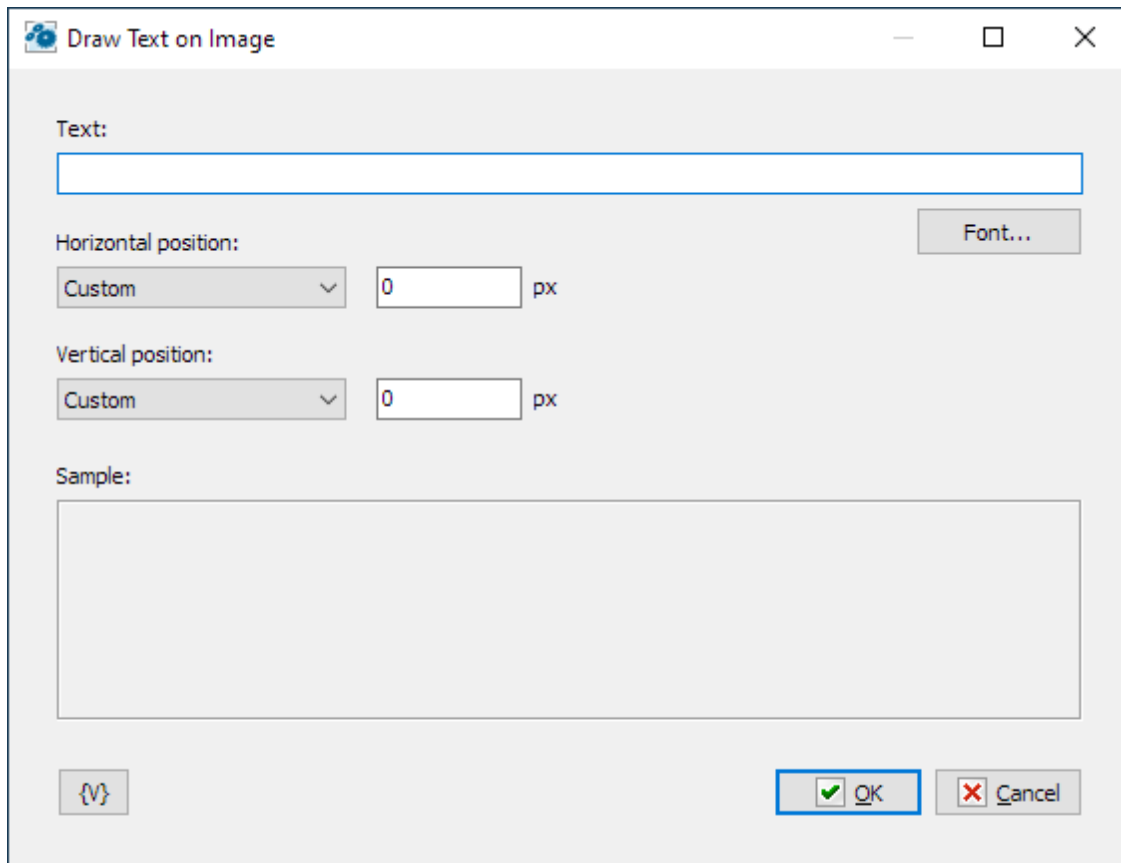 Draw Text on Image
Text:
Font...
Horizontal position:
Custom 0 px
Vertical position:
Custom 0 px
Sample:
{V} OK Cancel